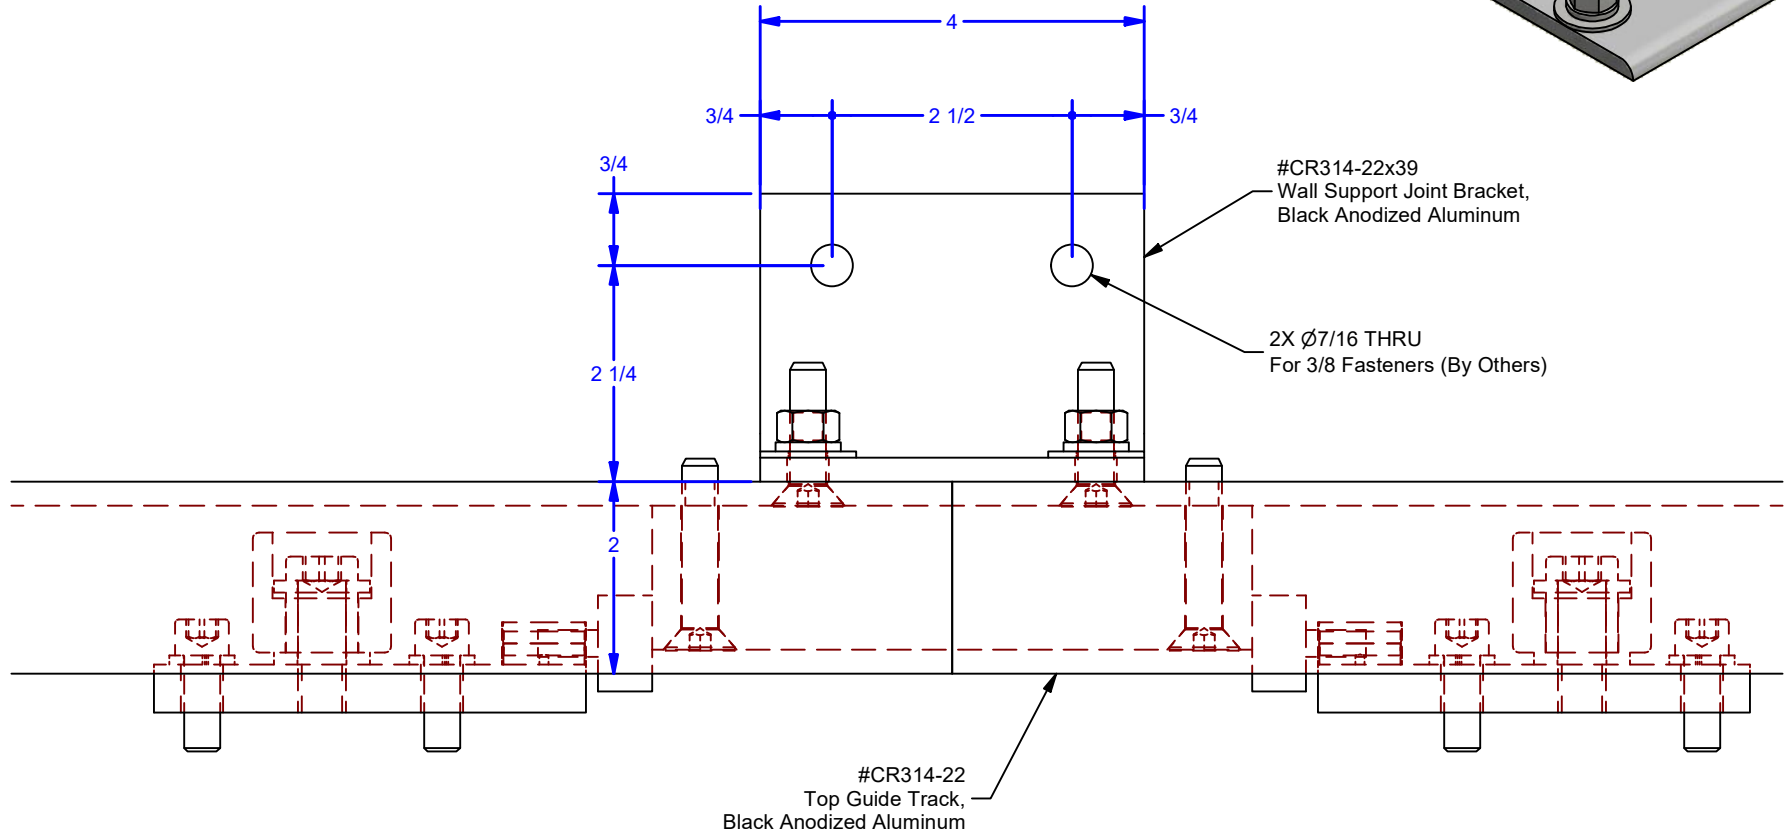 4
3/4
2 1/2
3/4
3/4
#CR314-22x39
Wall Support Joint Bracket,
Black Anodized Aluminum
2X Ø7/16 THRU
For 3/8 Fasteners (By Others)
2 1/4
2
#CR314-22
Top Guide Track,
Black Anodized Aluminum